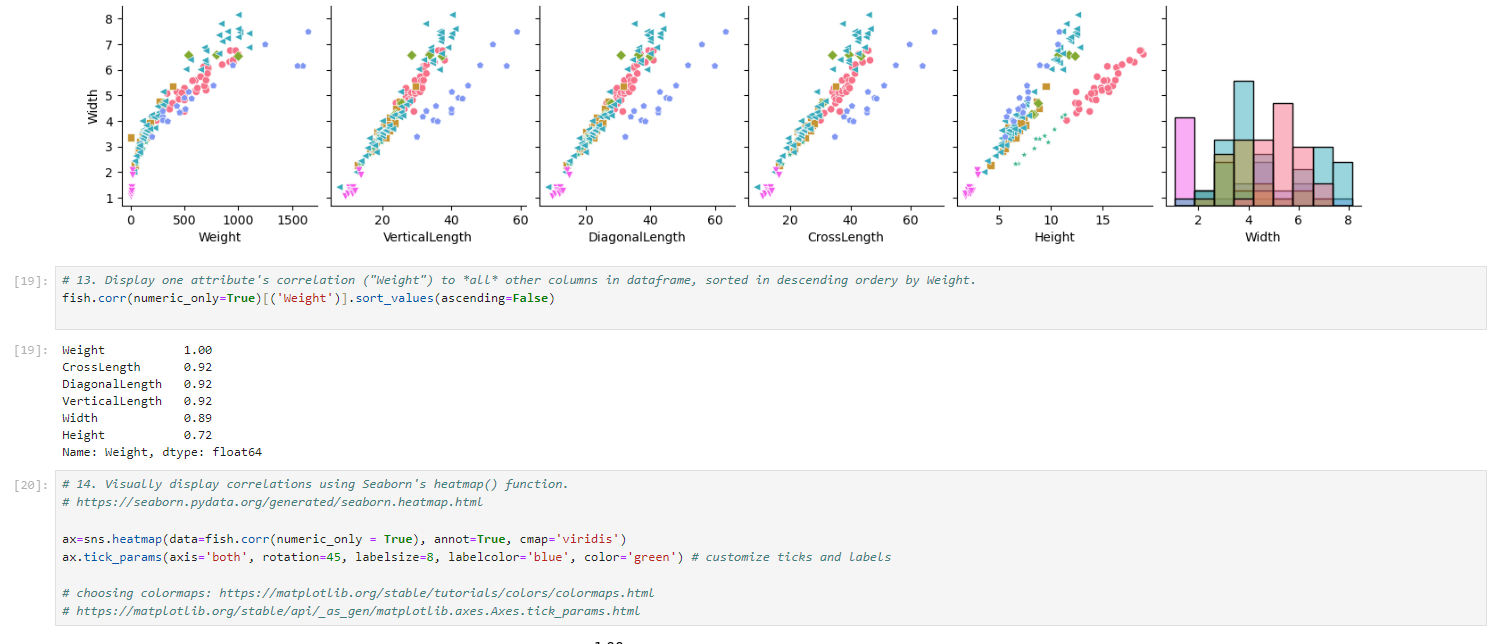 8
7
6
5
4
3
2
1
Width
0 500 1000 1500
Weight
20 40 60
VerticalLength
20 40 60
DiagonalLength
20 40 60
CrossLength
5 10 15
Height
2 4 6 8
Width
[19]: # 13. Display one attribute's correlation ("Weight") to *all* other columns in dataframe, sorted in descending ordery by Weight.
fish.corr(numeric_only=True)[('Weight')].sort_values(ascending=False)
[19]: Weight 1.00
CrossLength 0.92
DiagonalLength 0.92
VerticalLength 0.92
Width 0.89
Height 0.72
Name: Weight, dtype: float64
[20]: # 14. Visually display correlations using Seaborn's heatmap() function.
# https://seaborn.pydata.org/generated/seaborn.heatmap.html
ax=sns.heatmap(data=fish.corr(numeric_only = True), annot=True, cmap='viridis')
ax.tick_params(axis='both', rotation=45, labelsize=8, labelcolor='blue', color='green') # customize ticks and labels
# choosing colormaps: https://matplotlib.org/stable/tutorials/colors/colormaps.html
# https://matplotlib.org/stable/api/_as_gen/matplotlib.axes.Axes.tick_params.html